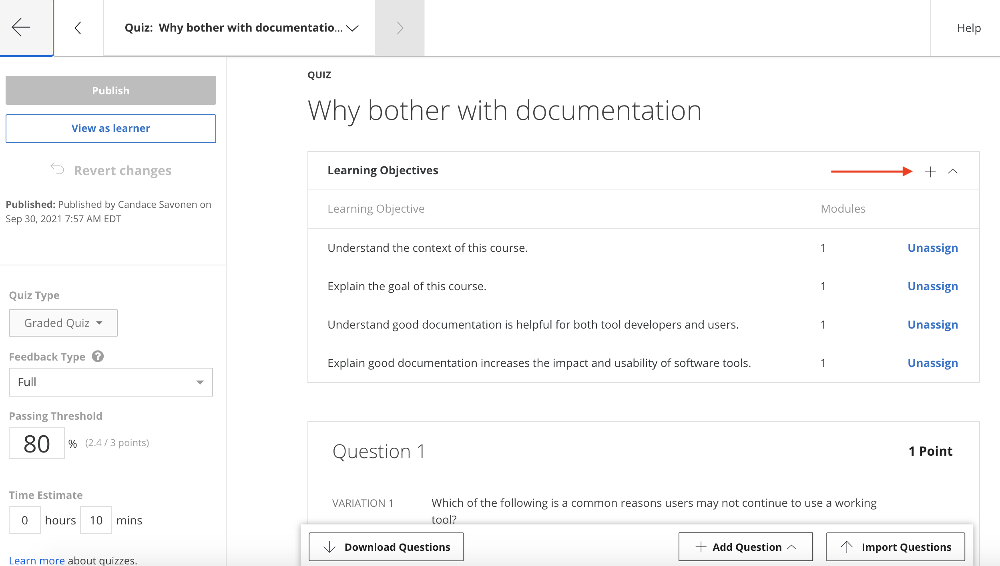 Quiz: Why bother with documentatio...
Help
Publish
View as learner
Revert changes
Published: Published by Candace Savonen on
Sep 30, 2021 7:57 AM EDT
Quiz Type
Graded Quiz
Feedback Type ?
Full
Passing Threshold
80 % (2.4 / 3 points)
Time Estimate
0 hours 10 mins
Learn more about quizzes.
QUIZ
Why bother with documentation
Learning Objectives
Learning Objective Modules
Understand the context of this course. 1 Unassign
Explain the goal of this course. 1 Unassign
Understand good documentation is helpful for both tool developers and users. 1 Unassign
Explain good documentation increases the impact and usability of software tools. 1 Unassign
Question 1 1 Point
VARIATION 1 Which of the following is a common reasons users may not continue to use a working
tool?
Download Questions Add Question Import Questions